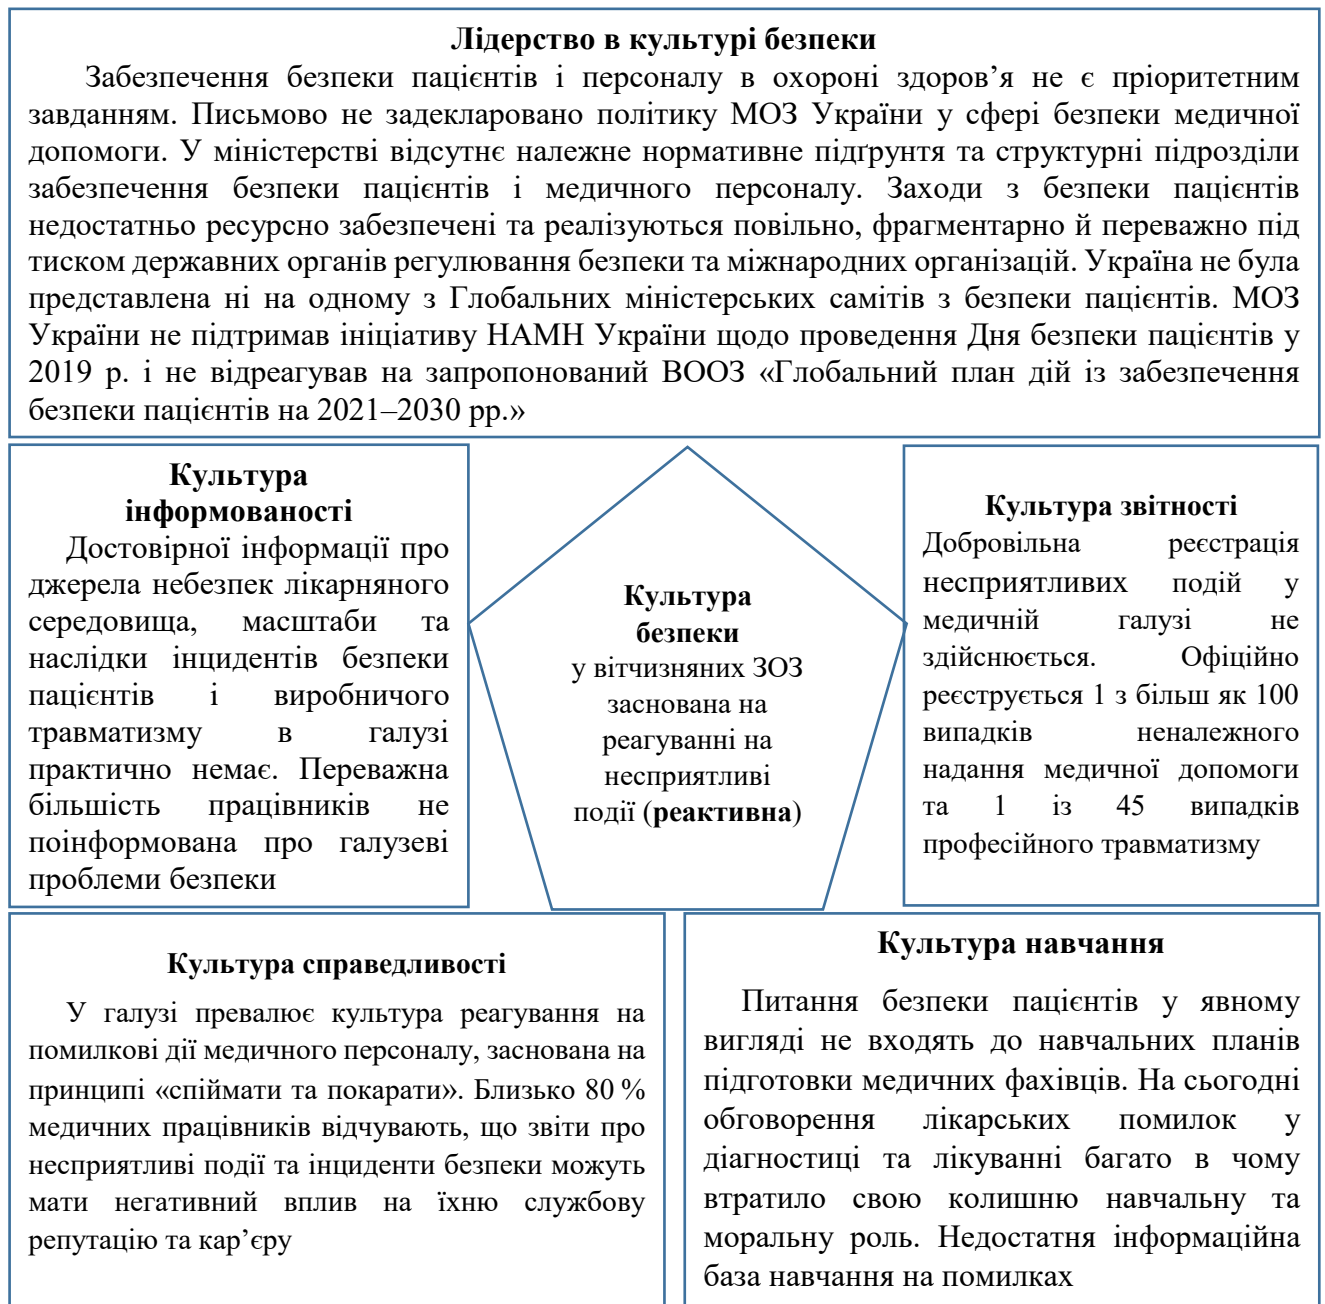 Лідерство в культурі безпеки
Забезпечення безпеки пацієнтів і персоналу в охороні здоров’я не є пріоритетним
завданням. Письмово не задекларовано політику МОЗ України у сфері безпеки медичної
допомоги. У міністерстві відсутнє належне нормативне підґрунтя та структурні підрозділи
забезпечення безпеки пацієнтів і медичного персоналу. Заходи з безпеки пацієнтів
недостатньо ресурсно забезпечені та реалізуються повільно, фрагментарно й переважно під
тиском державних органів регулювання безпеки та міжнародних організацій. Україна не була
представлена ні на одному з Глобальних міністерських самітів з безпеки пацієнтів. МОЗ
України не підтримав ініціативу НАМН України щодо проведення Дня безпеки пацієнтів у
2019 р. і не відреагував на запропонований ВООЗ «Глобальний план дій із забезпечення
безпеки пацієнтів на 2021–2030 рр.»
Культура
інформованості
Достовірної інформації про
джерела небезпек лікарняного
середовища, масштаби та
наслідки інцидентів безпеки
пацієнтів і виробничого
травматизму в галузі
практично немає. Переважна
більшість працівників не
поінформована про галузеві
проблеми безпеки
Культура
безпеки
у вітчизняних ЗОЗ
заснована на
реагуванні на
несприятливі
події (реактивна)
Культура звітності
Добровільна реєстрація
несприятливих подій у
медичній галузі не
здійснюється. Офіційно
реєструється 1 з більш як 100
випадків неналежного
надання медичної допомоги
та 1 із 45 випадків
професійного травматизму
Культура справедливості
У галузі превалює культура реагування на
помилкові дії медичного персоналу, заснована на
принципі «спіймати та покарати». Близько 80 %
медичних працівників відчувають, що звіти про
несприятливі події та інциденти безпеки можуть
мати негативний вплив на їхню службову
репутацію та кар’єру
Культура навчання
Питання безпеки пацієнтів у явному
вигляді не входять до навчальних планів
підготовки медичних фахівців. На сьогодні
обговорення лікарських помилок у
діагностиці та лікуванні багато в чому
втратило свою колишню навчальну та
моральну роль. Недостатня інформаційна
база навчання на помилках